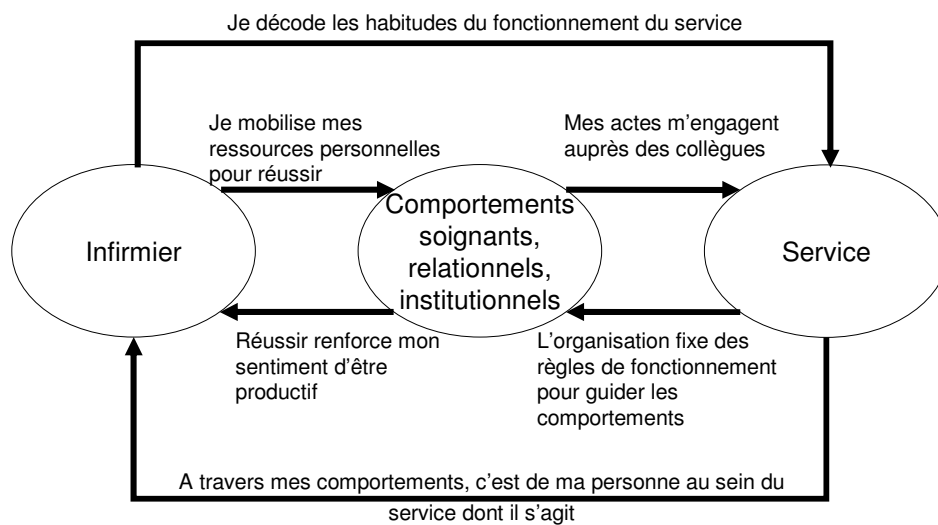 Je décode les habitudes du fonctionnement du service
Je mobilise mes
ressources personnelles
pour réussir
Mes actes m'engagent
auprès des collègues
Infirmier
Comportements
soignants,
relationnels,
institutionnels
Service
Réussir renforce mon
sentiment d'être
productif
L'organisation fixe des
règles de fonctionnement
pour guider les
comportements
A travers mes comportements, c'est de ma personne au sein du
service dont il s'agit